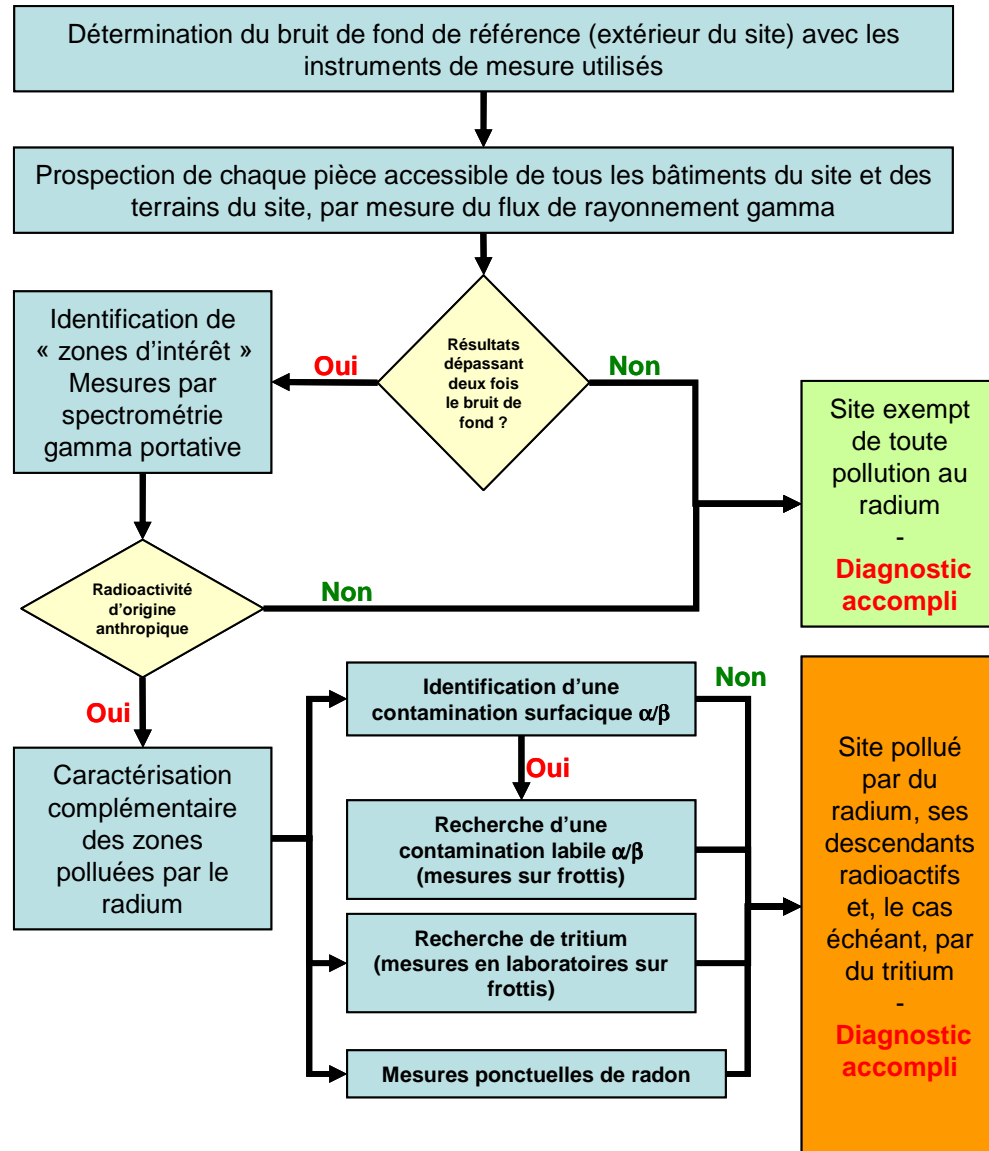 Détermination du bruit de fond de référence (extérieur du site) avec les
instruments de mesure utilisés
Prospection de chaque pièce accessible de tous les bâtiments du site et des
terrains du site, par mesure du flux de rayonnement gamma
Identification de
« zones d'intérêt »
Mesures par
spectrométrie
gamma portative
Oui
Résultats
dépassant
deux fois
le bruit de
fond ?
Non
Site exempt
de toute
pollution au
radium
-
Diagnostic
accompli
Radioactivité
d'origine
anthropique
Non
Oui
Caractérisation
complémentaire
des zones
polluées par le
radium
Identification d'une
contamination surfacique α/β
Non
Oui
Recherche d'une
contamination labile α/β
(mesures sur frottis)
Recherche de tritium
(mesures en laboratoires sur
frottis)
Mesures ponctuelles de radon
Site pollué
par du
radium, ses
descendants
radioactifs
et, le cas
échéant, par
du tritium
-
Diagnostic
accompli